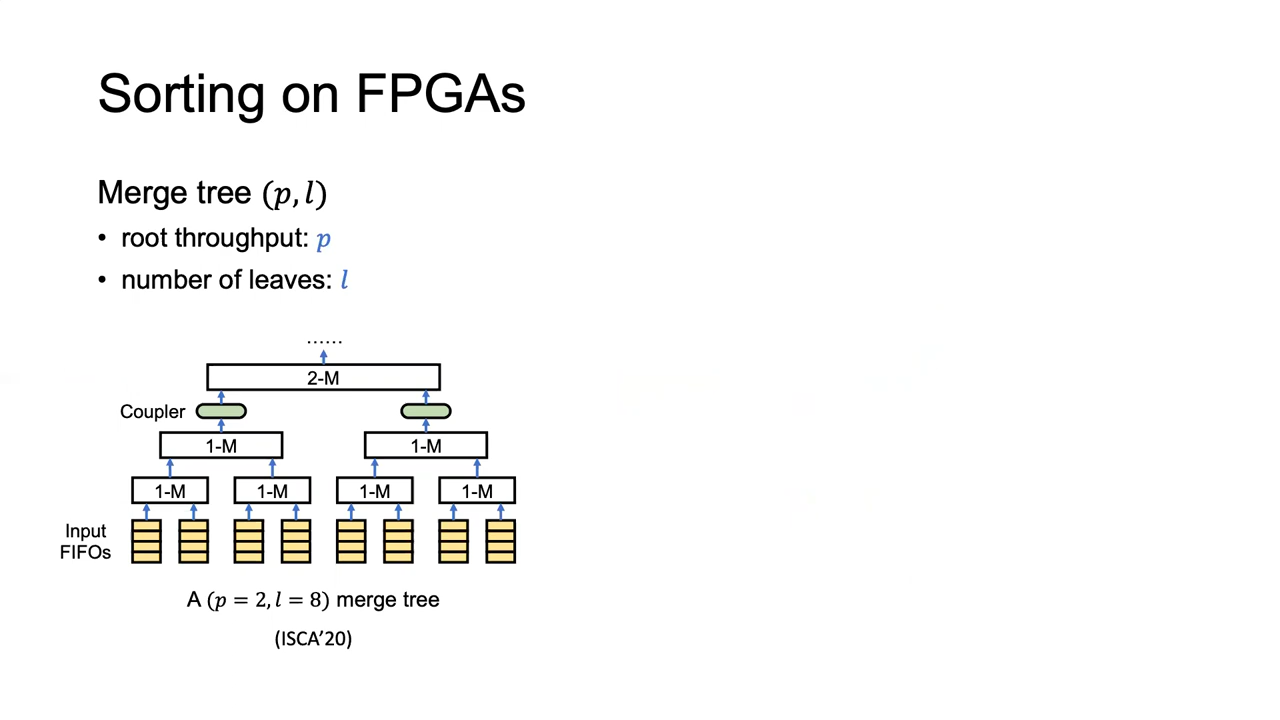 Sorting on FPGAs
Merge tree (p, l)
• root throughput: p
• number of leaves: l
......
2-M
Coupler
1-M 1-M
1-M 1-M 1-M 1-M
Input
FIFOs
A (p = 2, l = 8) merge tree
(ISCA’20)